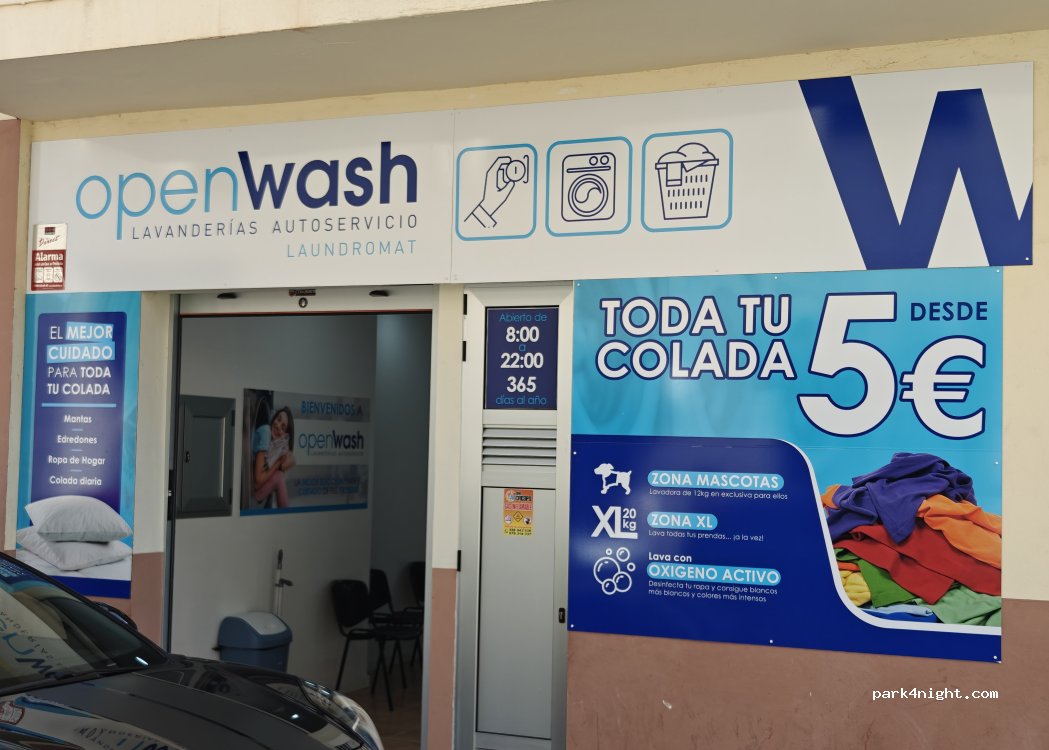 openwash
LAVANDERÍAS AUTOSERVICIO
LAUNDROMAT
W
Alarma
EL MEJOR
CUIDADO
PARA TODA
TU COLADA
Mantas
Edredones
Ropa de Hogar
Colada diaria
BIENVENIDOS A
openwash
LAVANDERÍAS AUTOSERVICIO
Abierto de
8:00
a
22:00
365
días al año
TODA TU
COLADA
DESDE
5€
ZONA MASCOTAS
Lavadora de 12kg en exclusiva para ellos
XL 20 kg
ZONA XL
Lava todas tus prendas... ¡a la vez!
Lava con
OXIGENO ACTIVO
Desinfecta tu ropa y consigue blancos
más blancos y colores más intensos
park4night.com